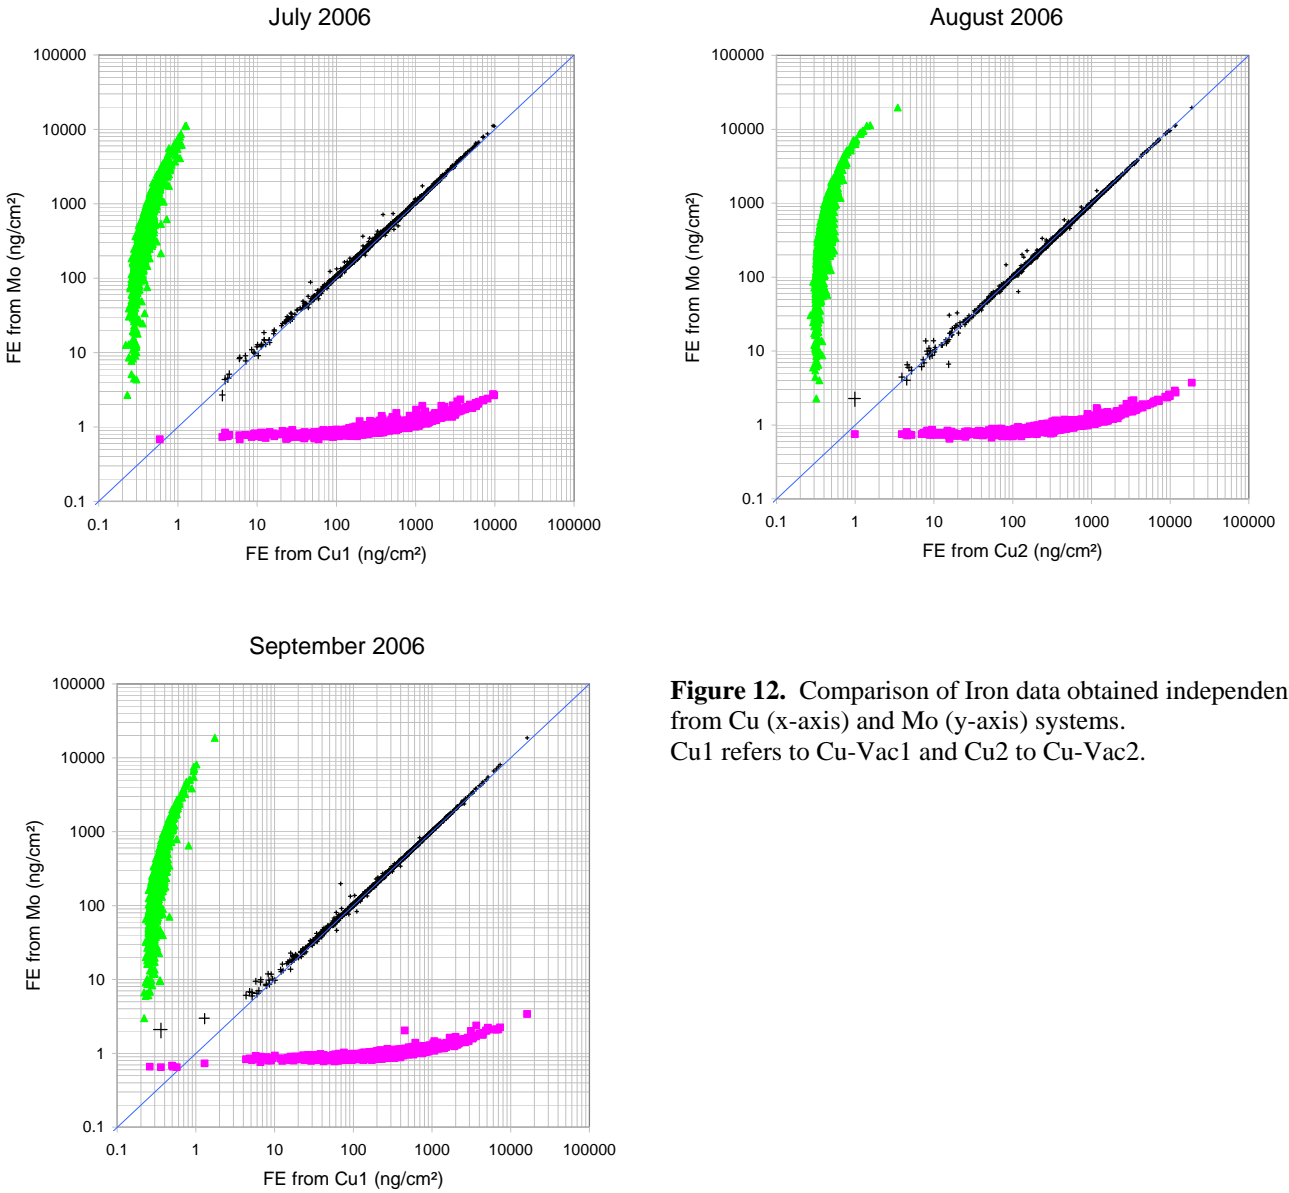 July 2006
100000
10000
1000
100
10
1
0.1
FE from Mo (ng/cm²)
0.1 1 10 100 1000 10000 100000
FE from Cu1 (ng/cm²)
August 2006
100000
10000
1000
100
10
1
0.1
FE from Mo (ng/cm²)
0.1 1 10 100 1000 10000 100000
FE from Cu2 (ng/cm²)
September 2006
100000
10000
1000
100
10
1
0.1
FE from Mo (ng/cm²)
0.1 1 10 100 1000 10000 100000
FE from Cu1 (ng/cm²)
Figure 12. Comparison of Iron data obtained independen
from Cu (x-axis) and Mo (y-axis) systems.
Cu1 refers to Cu-Vac1 and Cu2 to Cu-Vac2.